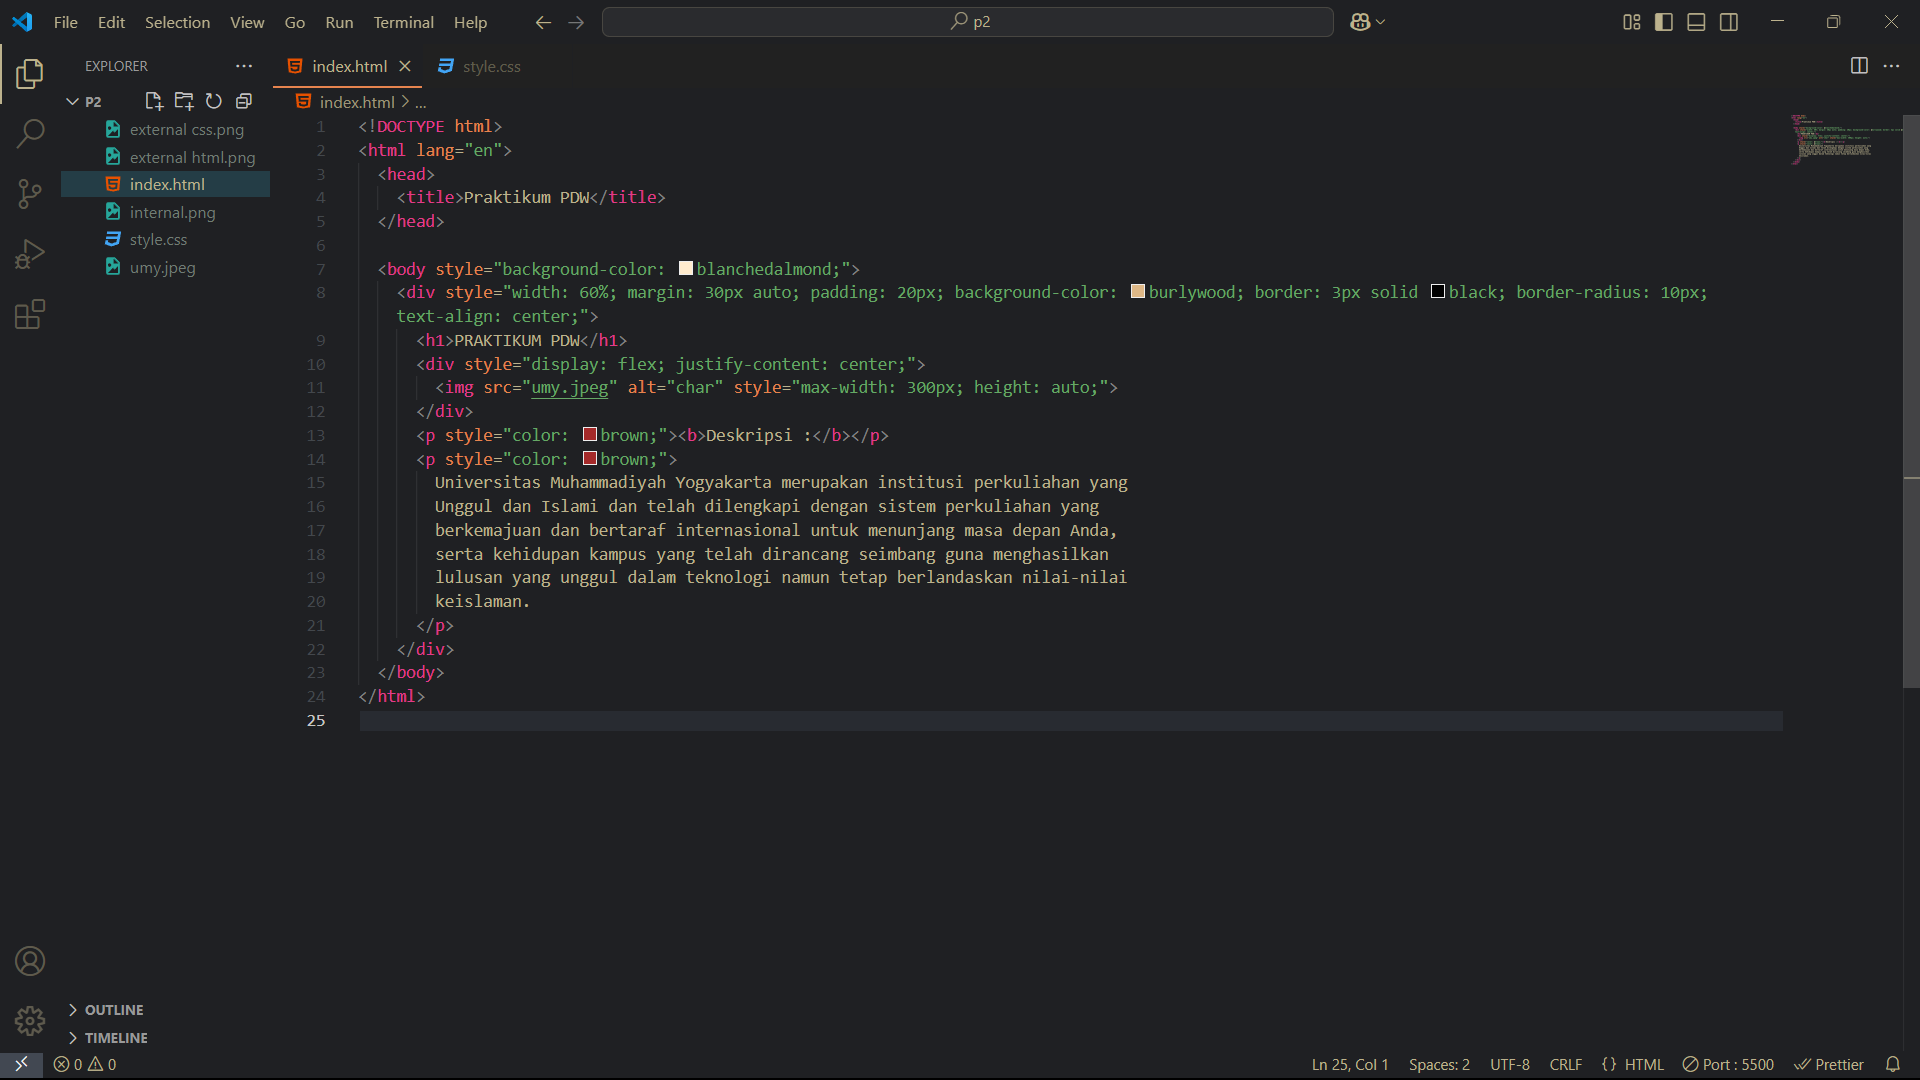 File Edit Selection View Go Run Terminal Help
p2
EXPLORER
P2
external css.png
external html.png
index.html
internal.png
style.css
umy.jpeg
OUTLINE
TIMELINE
index.html
style.css
index.html > ...
1 <!DOCTYPE html>
2 <html lang="en">
3 <head>
4 <title>Praktikum PDW</title>
5 </head>
6
7 <body style="background-color: blanchedalmond;">
8 <div style="width: 60%; margin: 30px auto; padding: 20px; background-color: burlywood; border: 3px solid black; border-radius: 10px;
text-align: center;">
9 <h1>PRAKTIKUM PDW</h1>
10 <div style="display: flex; justify-content: center;">
11 <img src="umy.jpeg" alt="char" style="max-width: 300px; height: auto;">
12 </div>
13 <p style="color: brown;"><b>Deskripsi :</b></p>
14 <p style="color: brown;">
15 Universitas Muhammadiyah Yogyakarta merupakan institusi perkuliahan yang
16 Unggul dan Islami dan telah dilengkapi dengan sistem perkuliahan yang
17 berkemajuan dan bertaraf internasional untuk menunjang masa depan Anda,
18 serta kehidupan kampus yang telah dirancang seimbang guna menghasilkan
19 lulusan yang unggul dalam teknologi namun tetap berlandaskan nilai-nilai
20 keislaman.
21 </p>
22 </div>
23 </body>
24 </html>
25
0 0
Ln 25, Col 1 Spaces: 2 UTF-8 CRLF {} HTML Port : 5500 Prettier